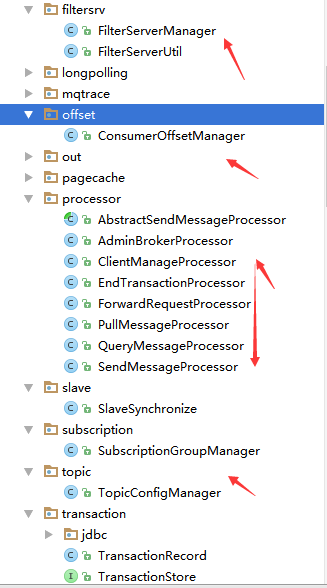 filtersrv
FilterServerManager
FilterServerUtil
longpolling
mqtrace
offset
ConsumerOffsetManager
out
pagecache
processor
AbstractSendMessageProcessor
AdminBrokerProcessor
ClientManageProcessor
EndTransactionProcessor
ForwardRequestProcessor
PullMessageProcessor
QueryMessageProcessor
SendMessageProcessor
slave
SlaveSynchronize
subscription
SubscriptionGroupManager
topic
TopicConfigManager
transaction
jdbc
TransactionRecord
TransactionStore